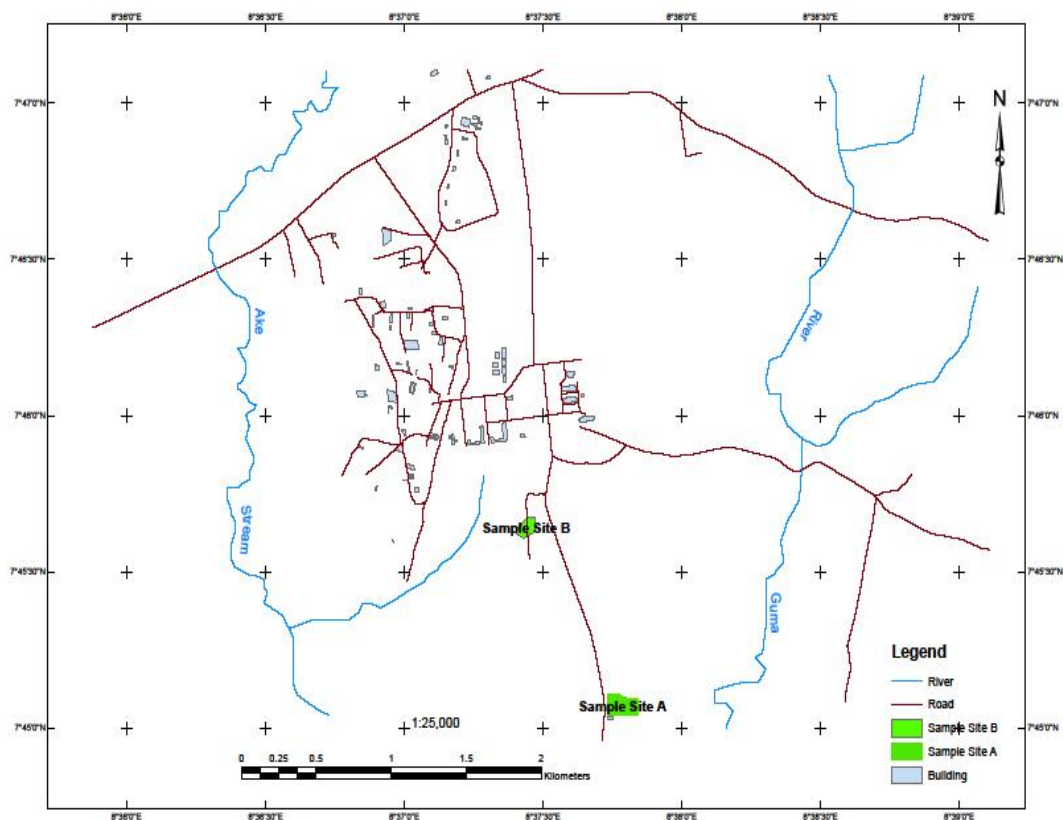 8°36'0"E 8°36'30"E 8°37'0"E 8°37'30"E 8°38'0"E 8°38'30"E 8°39'0"E
7°47'0"N 7°47'0"N
N
7°46'30"N 7°46'30"N
Ake
River
7°46'0"N 7°46'0"N
Stream
Sample Site B
7°45'30"N 7°45'30"N
Guma
Legend
River
Road
Sample Site B
Sample Site A
Building
Sample Site A
7°45'0"N 7°45'0"N
1:25,000
0 0.25 0.5 1 1.5 2
Kilometers
8°36'0"E 8°36'30"E 8°37'0"E 8°37'30"E 8°38'0"E 8°38'30"E 8°39'0"E